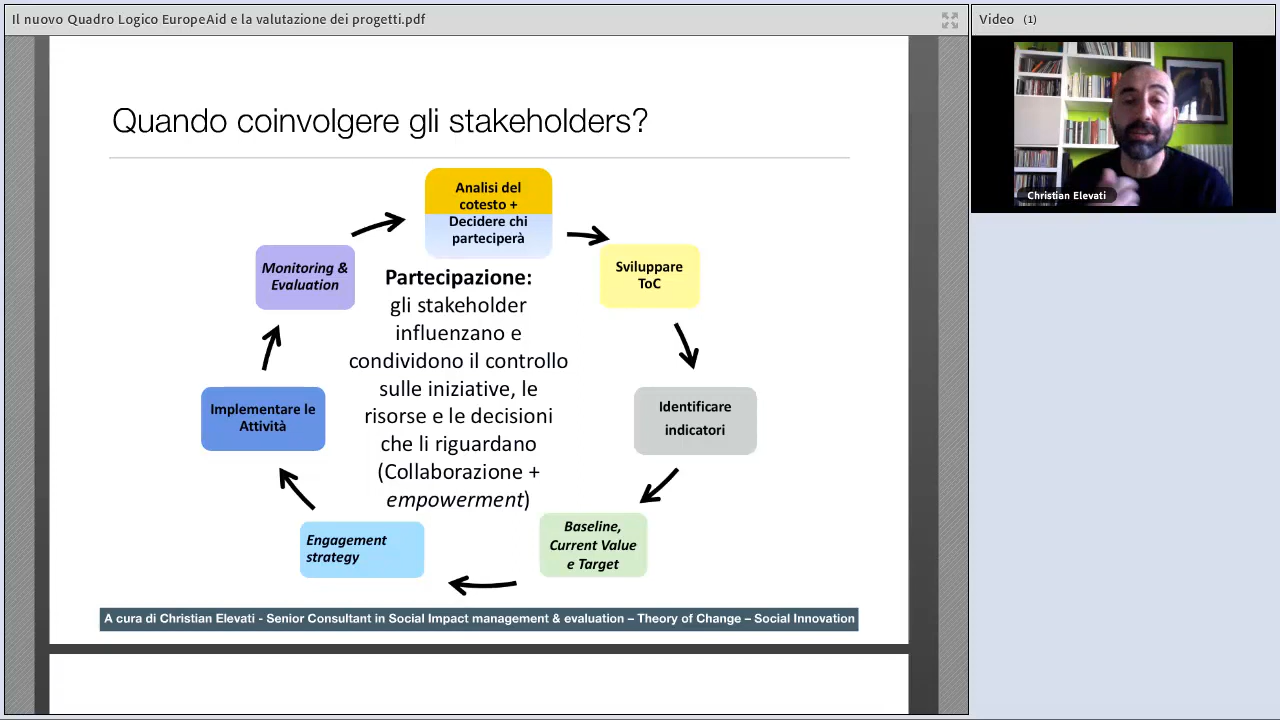 Il nuovo Quadro Logico EuropeAid e la valutazione dei progetti.pdf
Video (1)
Christian Elevati
Quando coinvolgere gli stakeholders?
Analisi del
cotesto +
Decidere chi
parteciperà
Sviluppare
ToC
Identificare
indicatori
Baseline,
Current Value
e Target
Engagement
strategy
Implementare le
Attività
Monitoring &
Evaluation
Partecipazione:
gli stakeholder
influenzano e
condividono il controllo
sulle iniziative, le
risorse e le decisioni
che li riguardano
(Collaborazione +
empowerment)
A cura di Christian Elevati - Senior Consultant in Social Impact management & evaluation – Theory of Change – Social Innovation